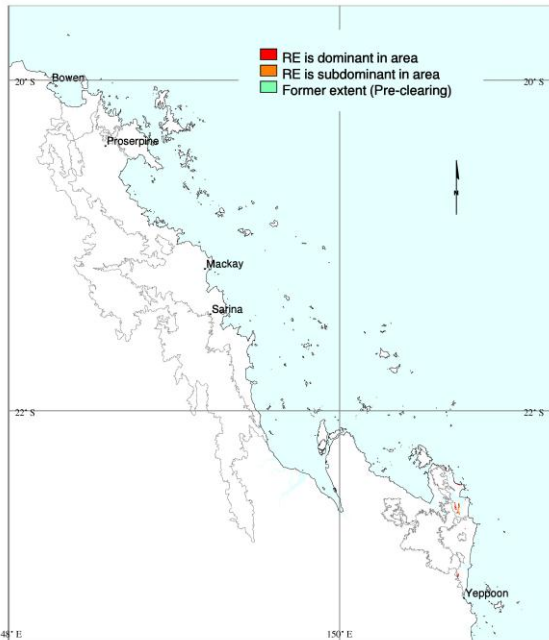 RE is dominant in area
RE is subdominant in area
Former extent (Pre-clearing)
20° S
20° S
Bowen
Proserpine
N
Mackay
Sarina
22° S
22° S
Yeppoon
48° E
150° E